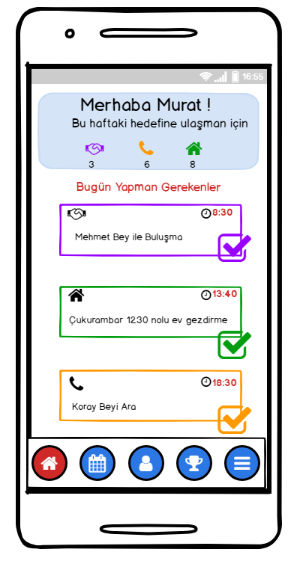 16:55
Merhaba Murat !
Bu haftaki hedefine ulaşman için
3 6 8
Bugün Yapman Gerekenler
8:30
Mehmet Bey ile Buluşma
13:40
Çukurambar 1230 nolu ev gezdirme
18:30
Koray Beyi Ara